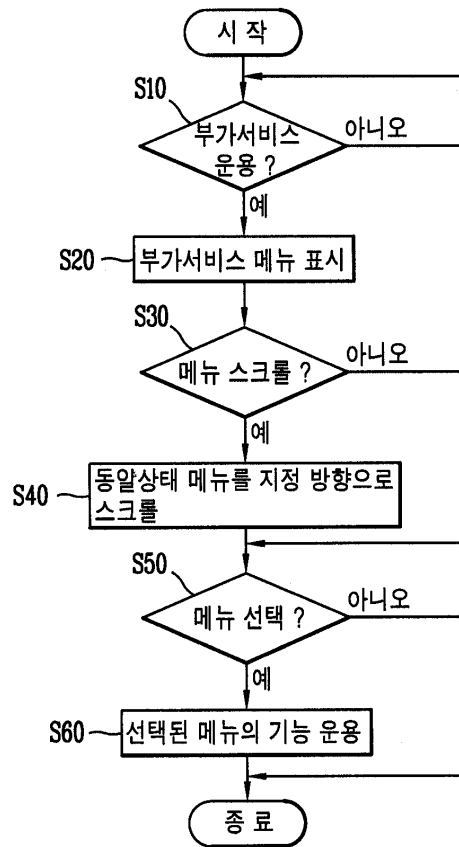 시 작
S10
부가서비스
운용 ?
아니오
예
S20
부가서비스 메뉴 표시
S30
메뉴 스크롤 ?
아니오
예
S40
동알상태 메뉴를 지정 방향으로
스크롤
S50
메뉴 선택 ?
아니오
예
S60
선택된 메뉴의 기능 운용
종 료